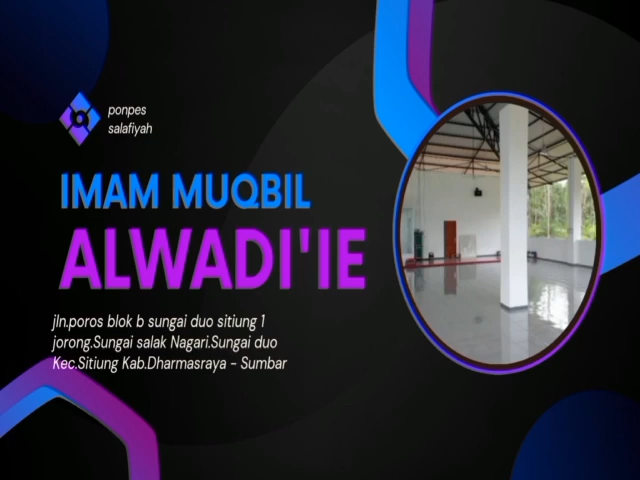 ponpes
salafiyah
IMAM MUQBIL
ALWADI'IE
jln.poros blok b sungai duo sitiung 1
jorong.Sungai salak Nagari.Sungai duo
Kec.Sitiung Kab.Dharmasraya - Sumbar